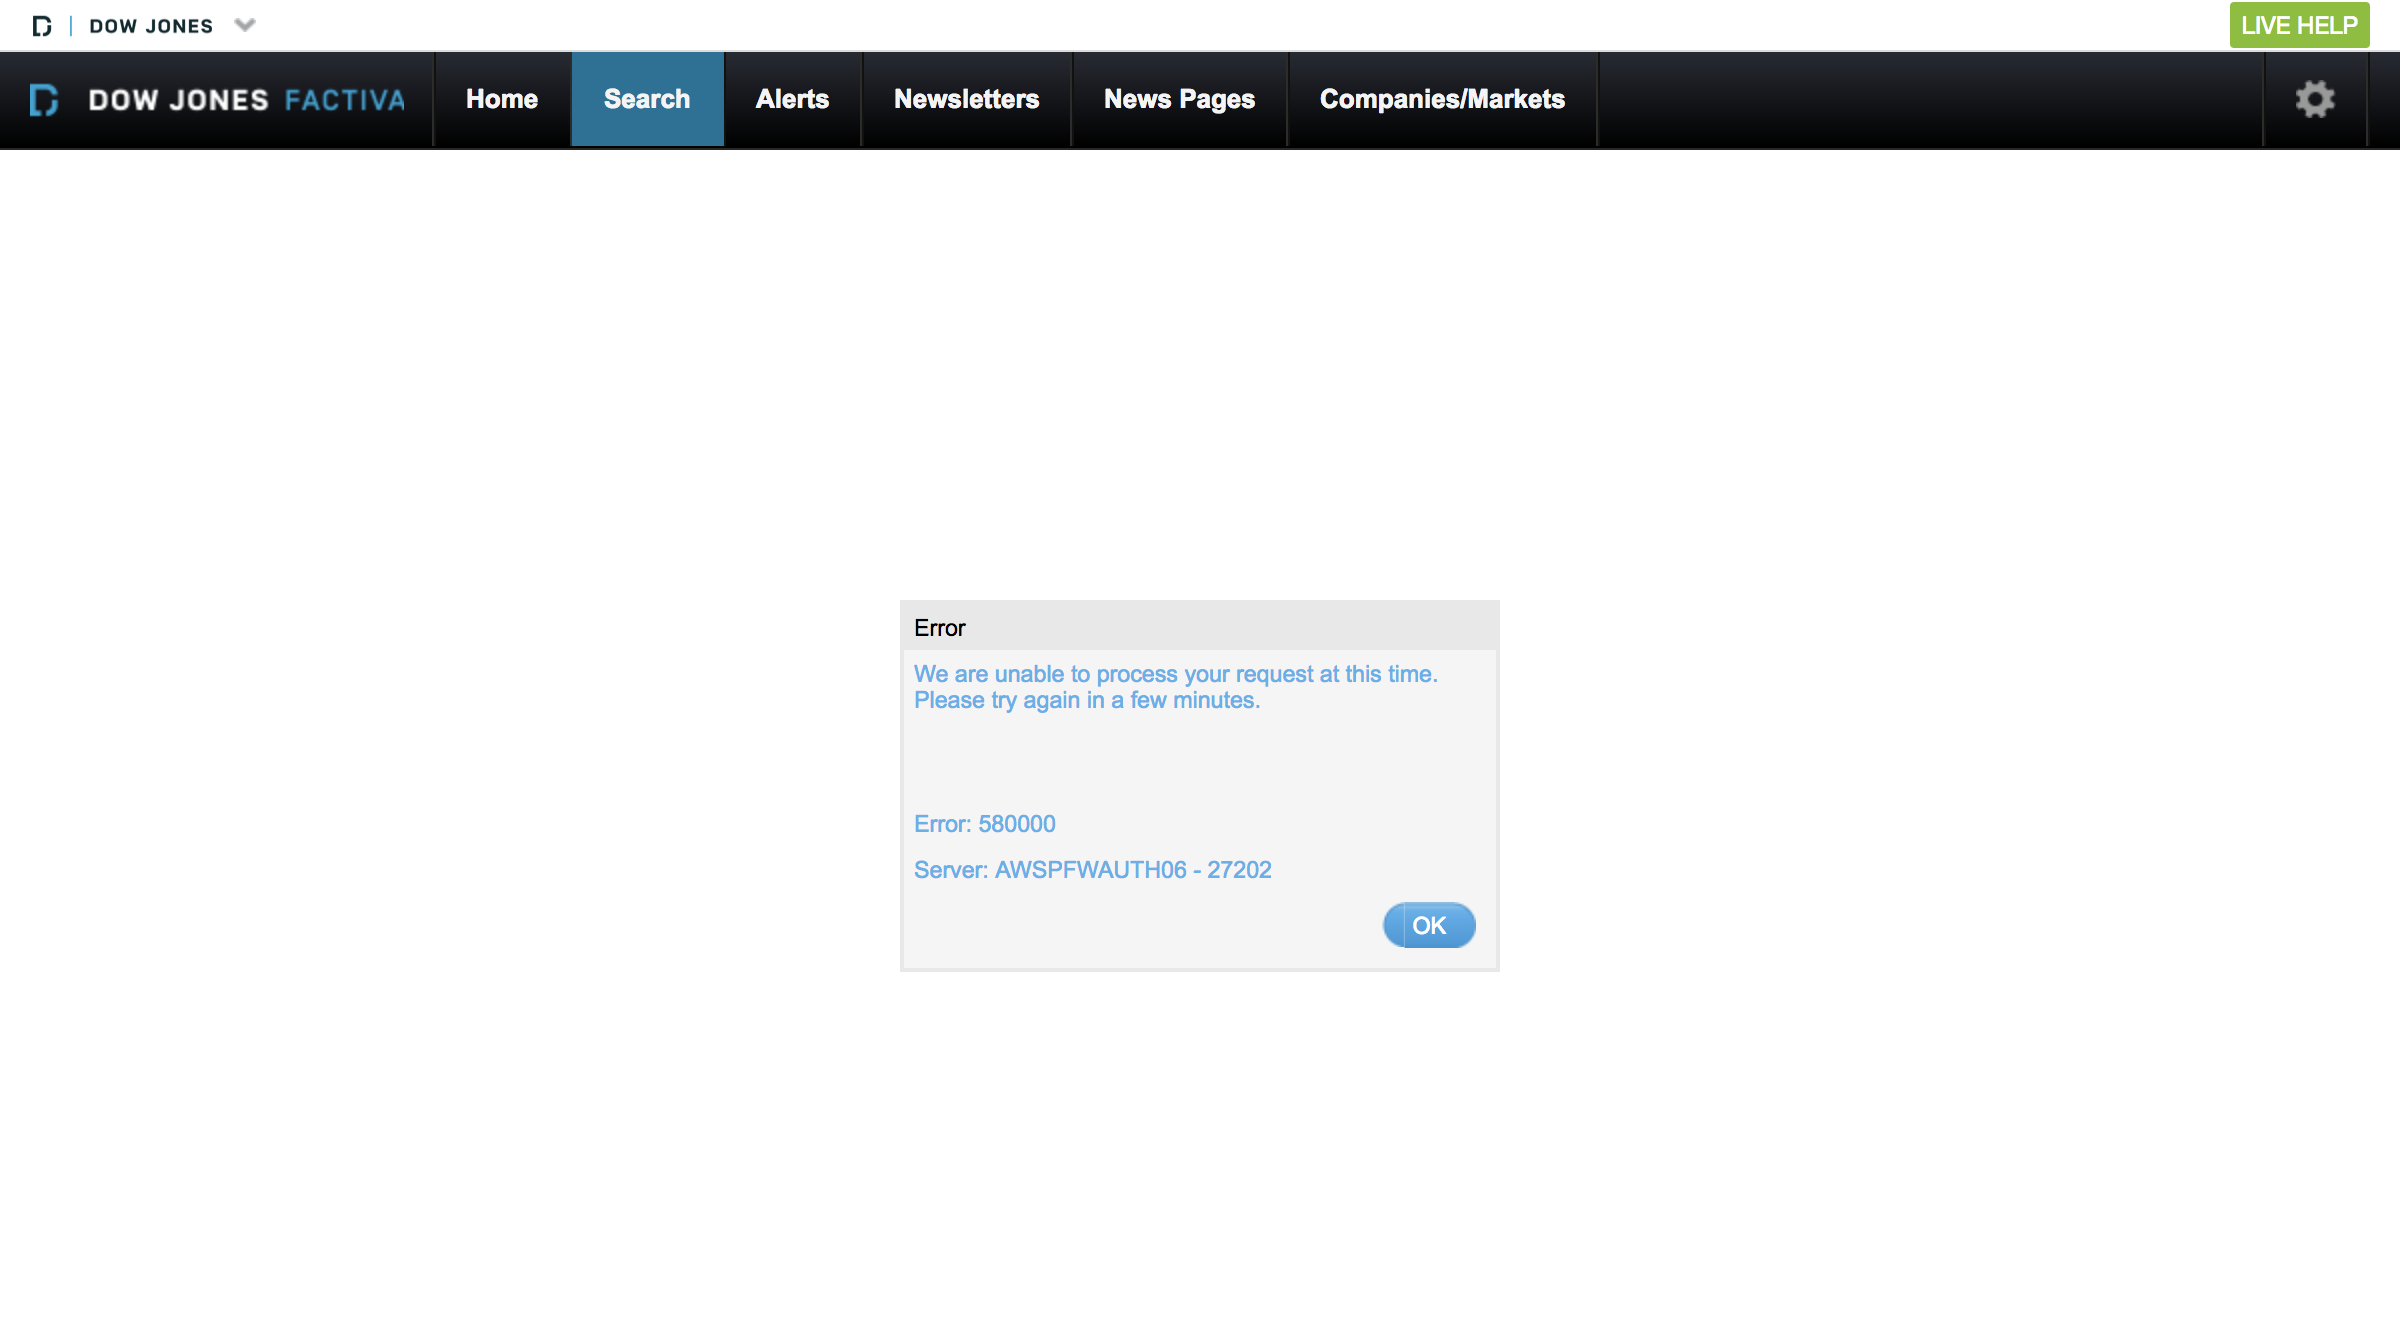 DOW JONES
LIVE HELP
DOW JONES FACTIVA
Home
Search
Alerts
Newsletters
News Pages
Companies/Markets
Error
We are unable to process your request at this time.
Please try again in a few minutes.
Error: 580000
Server: AWSPFWAUTH06 - 27202
OK